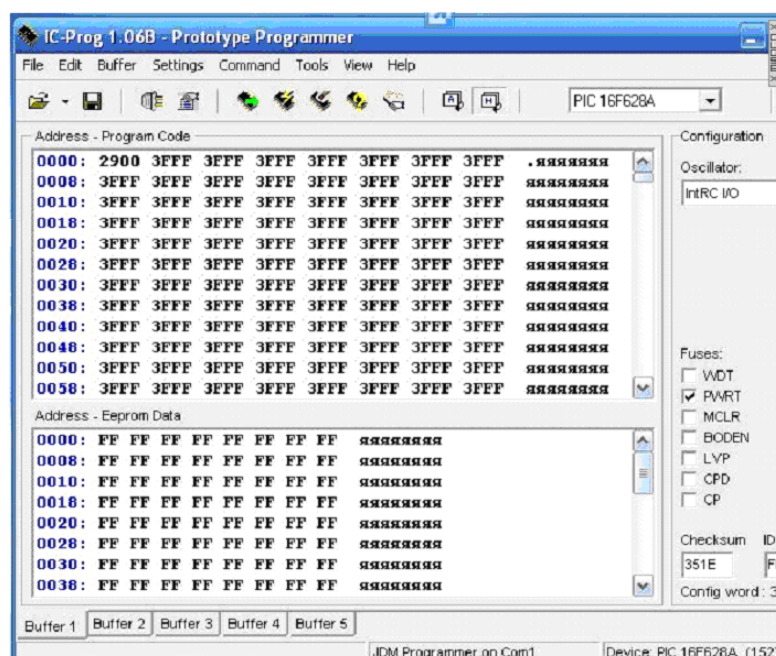 IC-Prog 1.06B - Prototype Programmer
File Edit Buffer Settings Command Tools View Help
PIC 16F628A
Address - Program Code
0000: 2900 3FFF 3FFF 3FFF 3FFF 3FFF 3FFF 3FFF .яяяяяяя
0008: 3FFF 3FFF 3FFF 3FFF 3FFF 3FFF 3FFF 3FFF яяяяяяяя
0010: 3FFF 3FFF 3FFF 3FFF 3FFF 3FFF 3FFF 3FFF яяяяяяяя
0018: 3FFF 3FFF 3FFF 3FFF 3FFF 3FFF 3FFF 3FFF яяяяяяяя
0020: 3FFF 3FFF 3FFF 3FFF 3FFF 3FFF 3FFF 3FFF яяяяяяяя
0028: 3FFF 3FFF 3FFF 3FFF 3FFF 3FFF 3FFF 3FFF яяяяяяяя
0030: 3FFF 3FFF 3FFF 3FFF 3FFF 3FFF 3FFF 3FFF яяяяяяяя
0038: 3FFF 3FFF 3FFF 3FFF 3FFF 3FFF 3FFF 3FFF яяяяяяяя
0040: 3FFF 3FFF 3FFF 3FFF 3FFF 3FFF 3FFF 3FFF яяяяяяяя
0048: 3FFF 3FFF 3FFF 3FFF 3FFF 3FFF 3FFF 3FFF яяяяяяяя
0050: 3FFF 3FFF 3FFF 3FFF 3FFF 3FFF 3FFF 3FFF яяяяяяяя
0058: 3FFF 3FFF 3FFF 3FFF 3FFF 3FFF 3FFF 3FFF яяяяяяяя
Address - Eeprom Data
0000: FF FF FF FF FF FF FF FF яяяяяяяя
0008: FF FF FF FF FF FF FF FF яяяяяяяя
0010: FF FF FF FF FF FF FF FF яяяяяяяя
0018: FF FF FF FF FF FF FF FF яяяяяяяя
0020: FF FF FF FF FF FF FF FF яяяяяяяя
0028: FF FF FF FF FF FF FF FF яяяяяяяя
0030: FF FF FF FF FF FF FF FF яяяяяяяя
0038: FF FF FF FF FF FF FF FF яяяяяяяя
Configuration
Oscillator:
IntRC I/O
Fuses:
WDT
PWRT
MCLR
BODEN
LVP
CPD
CP
Checksum ID
351E F
Config word : 3
Buffer 1 Buffer 2 Buffer 3 Buffer 4 Buffer 5
JDM Programmer on Com1 Device: PIC 16F628A (152